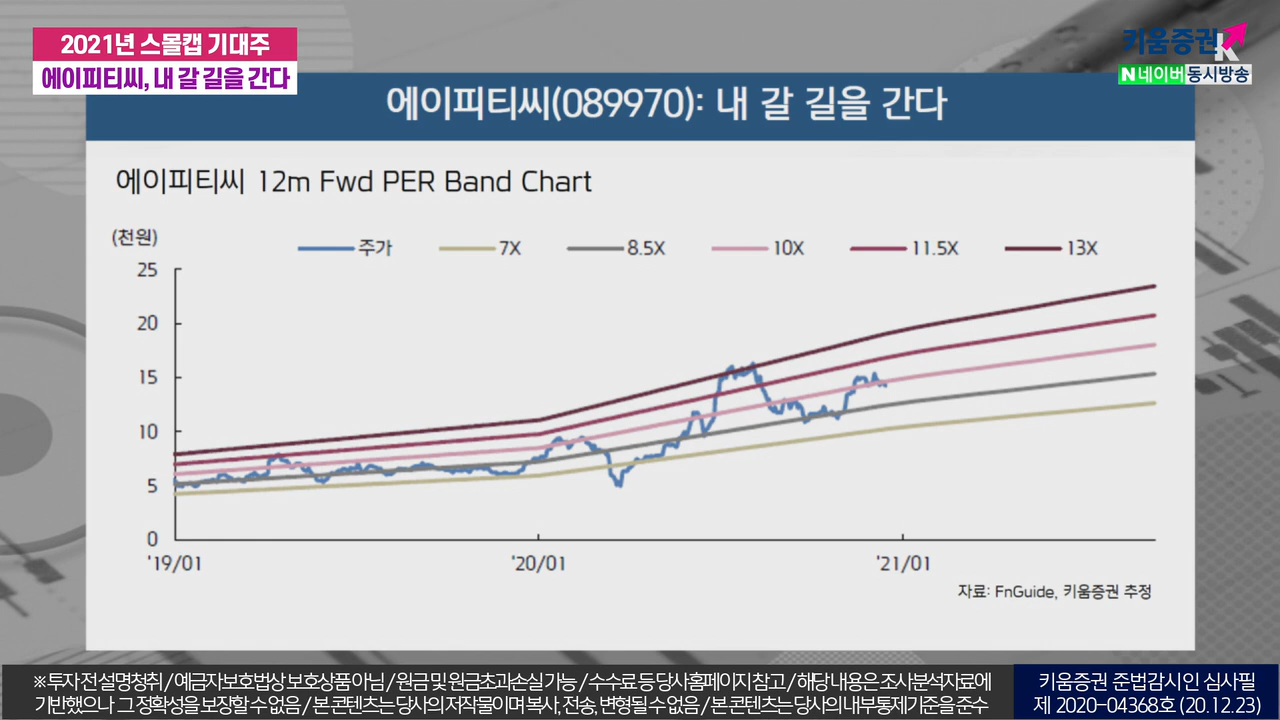 2021년 스몰캡 기대주
에이피티씨, 내 갈 길을 간다
키움증권
N네이버 동시방송
에이피티씨(089970): 내 갈 길을 간다
에이피티씨 12m Fwd PER Band Chart
(천원)
주가 7X 8.5X 10X 11.5X 13X
25
20
15
10
5
0
'19/01 '20/01 '21/01
자료: FnGuide, 키움증권 추정
※ 투자 전 설명청취 / 예금자보호법상 보호상품 아님 / 원금 및 원금초과손실 가능 / 수수료 등 당사홈페이지 참고 / 해당 내용은 조사분석자료에
기반했으나 그 정확성을 보장할 수 없음 / 본 콘텐츠는 당사의 저작물이며 복사, 전송, 변형될 수 없음 / 본 콘텐츠는 당사의 내부통제기준을 준수
키움증권 준법감시인 심사필
제 2020-04368호 (20.12.23)